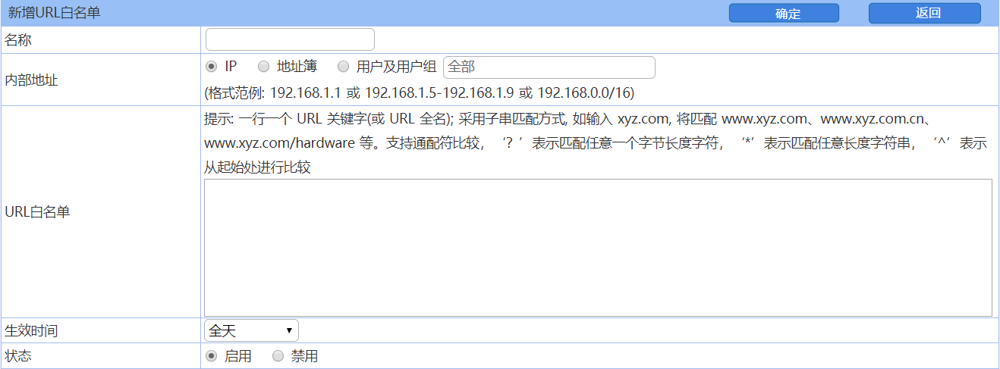 新增URL白名单
确定
返回
名称
内部地址
IP 地址簿 用户及用户组 全部
(格式范例: 192.168.1.1 或 192.168.1.5-192.168.1.9 或 192.168.0.0/16)
URL白名单
提示: 一行一个 URL 关键字(或 URL 全名); 采用子串匹配方式, 如输入 xyz.com, 将匹配 www.xyz.com、www.xyz.com.cn、
www.xyz.com/hardware 等。支持通配符比较，‘？’表示匹配任意一个字节长度字符，‘*’表示匹配任意长度字符串，‘^’表示
从起始处进行比较
生效时间
全天
状态
启用 禁用